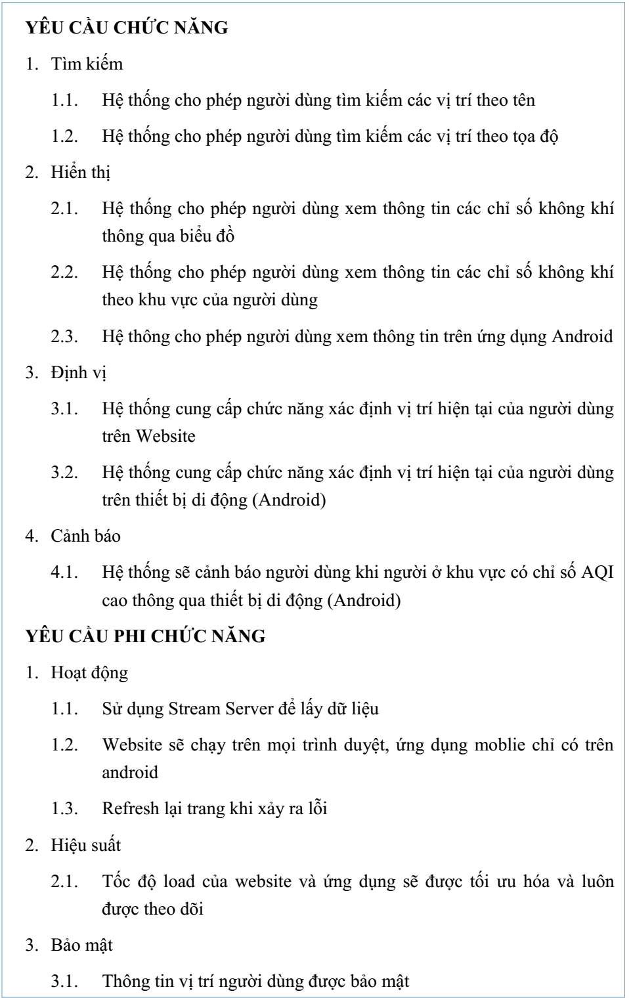 YÊU CẦU CHỨC NĂNG
1. Tìm kiếm
1.1. Hệ thống cho phép người dùng tìm kiếm các vị trí theo tên
1.2. Hệ thống cho phép người dùng tìm kiếm các vị trí theo tọa độ
2. Hiển thị
2.1. Hệ thống cho phép người dùng xem thông tin các chỉ số không khí
thông qua biểu đồ
2.2. Hệ thống cho phép người dùng xem thông tin các chỉ số không khí
theo khu vực của người dùng
2.3. Hệ thông cho phép người dùng xem thông tin trên ứng dụng Android
3. Định vị
3.1. Hệ thống cung cấp chức năng xác định vị trí hiện tại của người dùng
trên Website
3.2. Hệ thống cung cấp chức năng xác định vị trí hiện tại của người dùng
trên thiết bị di động (Android)
4. Cảnh báo
4.1. Hệ thống sẽ cảnh báo người dùng khi người ở khu vực có chỉ số AQI
cao thông qua thiết bị di động (Android)
YÊU CẦU PHI CHỨC NĂNG
1. Hoạt động
1.1. Sử dụng Stream Server để lấy dữ liệu
1.2. Website sẽ chạy trên mọi trình duyệt, ứng dụng moblie chỉ có trên
android
1.3. Refresh lại trang khi xảy ra lỗi
2. Hiệu suất
2.1. Tốc độ load của website và ứng dụng sẽ được tối ưu hóa và luôn
được theo dõi
3. Bảo mật
3.1. Thông tin vị trí người dùng được bảo mật